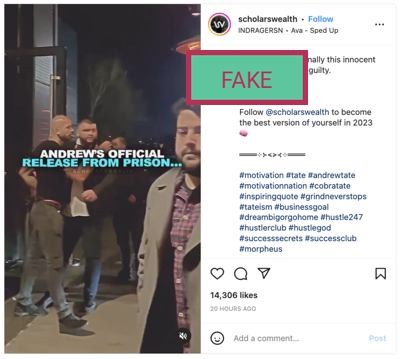 scholarswealth • Follow
INDRAGERSN • Ava - Sped Up
nally this innocent
guilty.
FAKE
Follow @scholarswealth to become
the best version of yourself in 2023
ANDREW'S OFFICIAL
RELEASE FROM PRISON...
#motivation #tate #andrewtate
#motivationnation #cobratate
#inspiringquote #grindneverstops
#tateism #businessgoal
#dreambigorgohome #hustle247
#hustlerclub #hustlegod
#successsecrets #successclub
#morpheus
14,306 likes
20 HOURS AGO
Add a comment...
Post